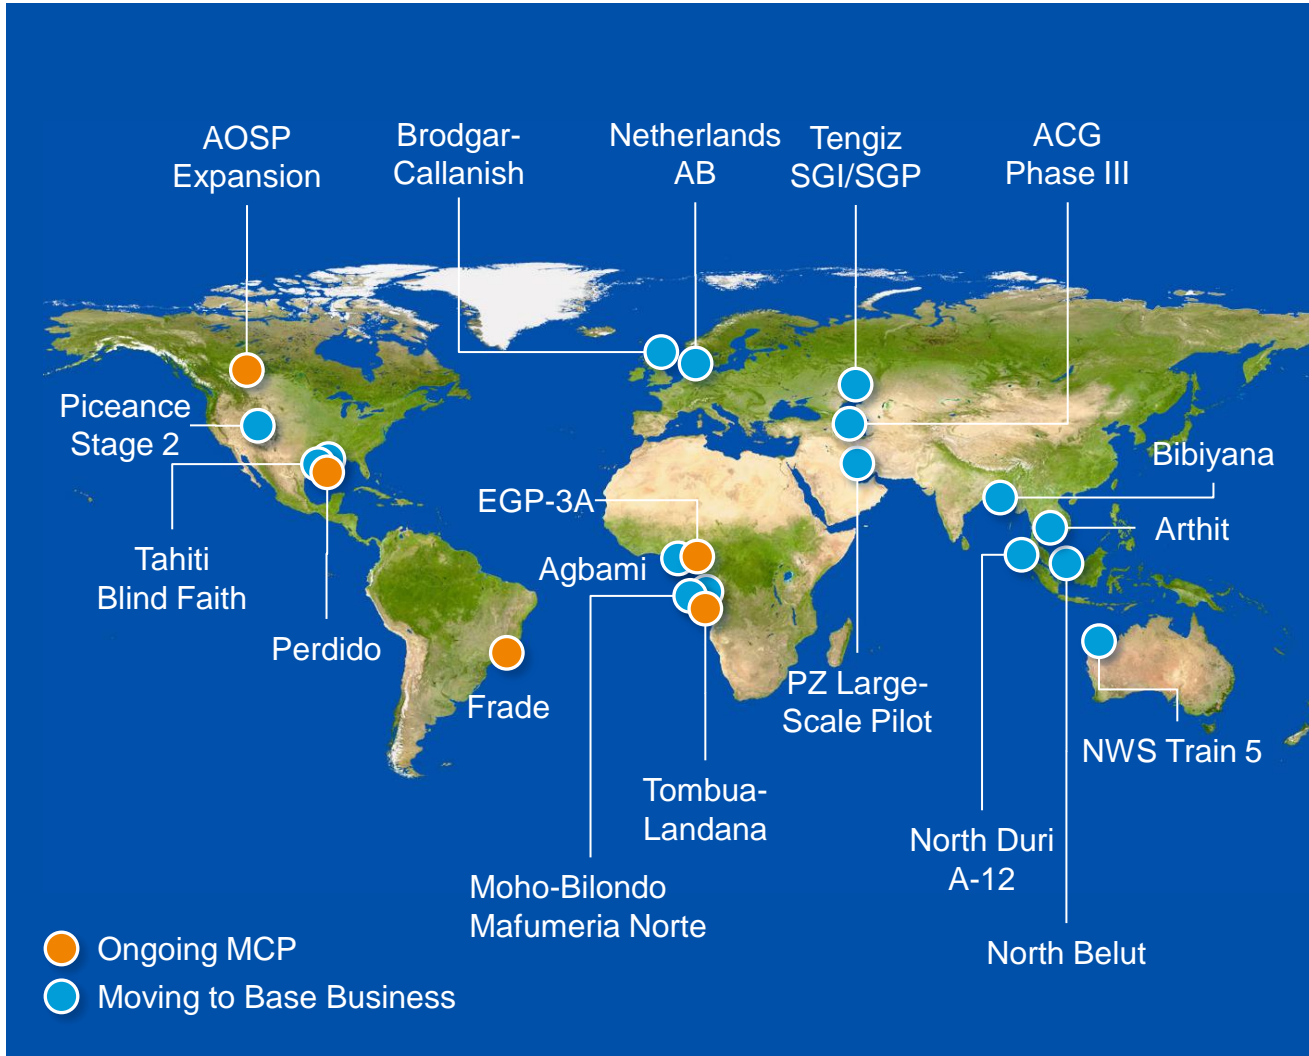 AOSP
Expansion
Brodgar-
Callanish
Netherlands
AB
Tengiz
SGI/SGP
ACG
Phase III
Piceance
Stage 2
Bibiyana
EGP-3A
Arthit
Tahiti
Blind Faith
Agbami
Perdido
Frade
PZ Large-
Scale Pilot
NWS Train 5
Tombua-
Landana
North Duri
A-12
Moho-Bilondo
Mafumeria Norte
North Belut
Ongoing MCP
Moving to Base Business